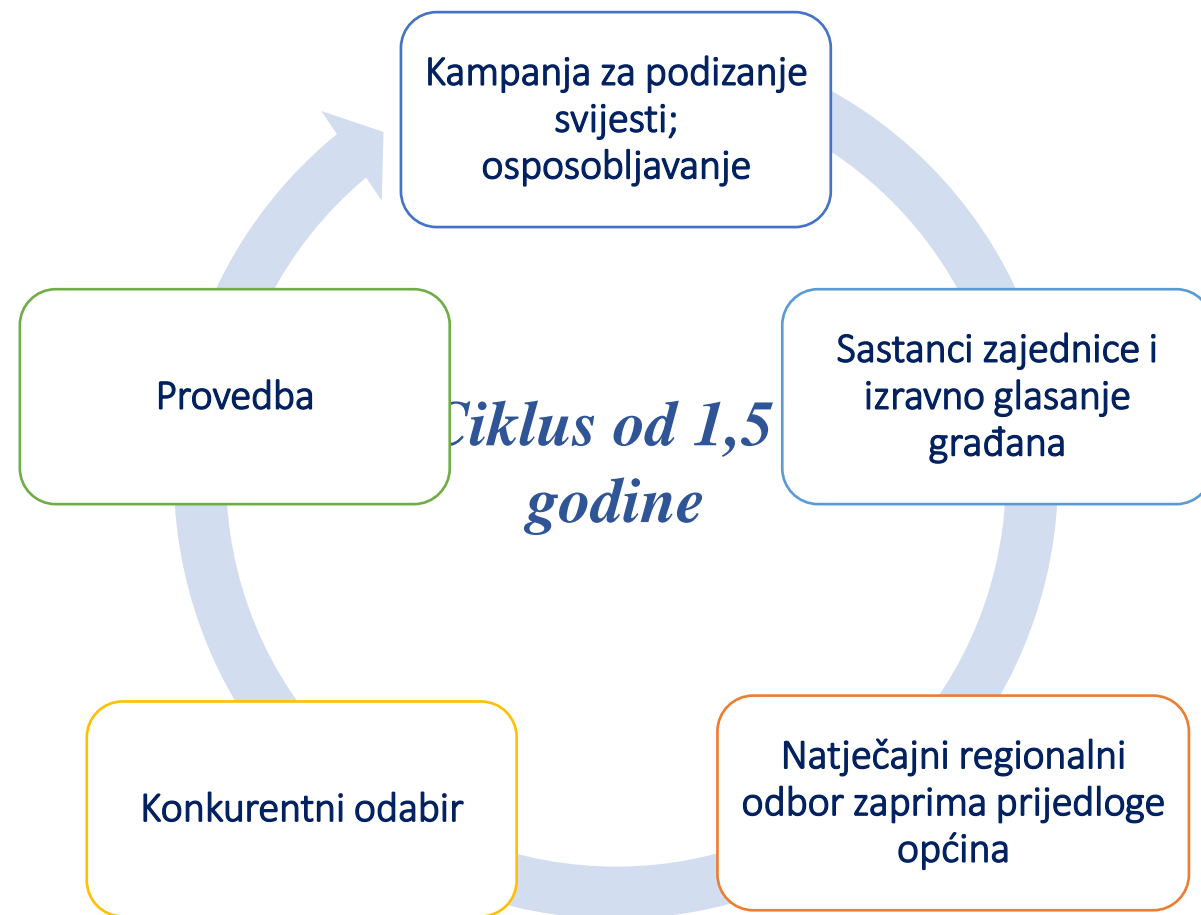 Kampanja za podizanje
svijesti;
osposobljavanje
Sastanci zajednice i
izravno glasanje
građana
Natječajni regionalni
odbor zaprima prijedloge
općina
Konkurentni odabir
Provedba
Ciklus od 1,5
godine